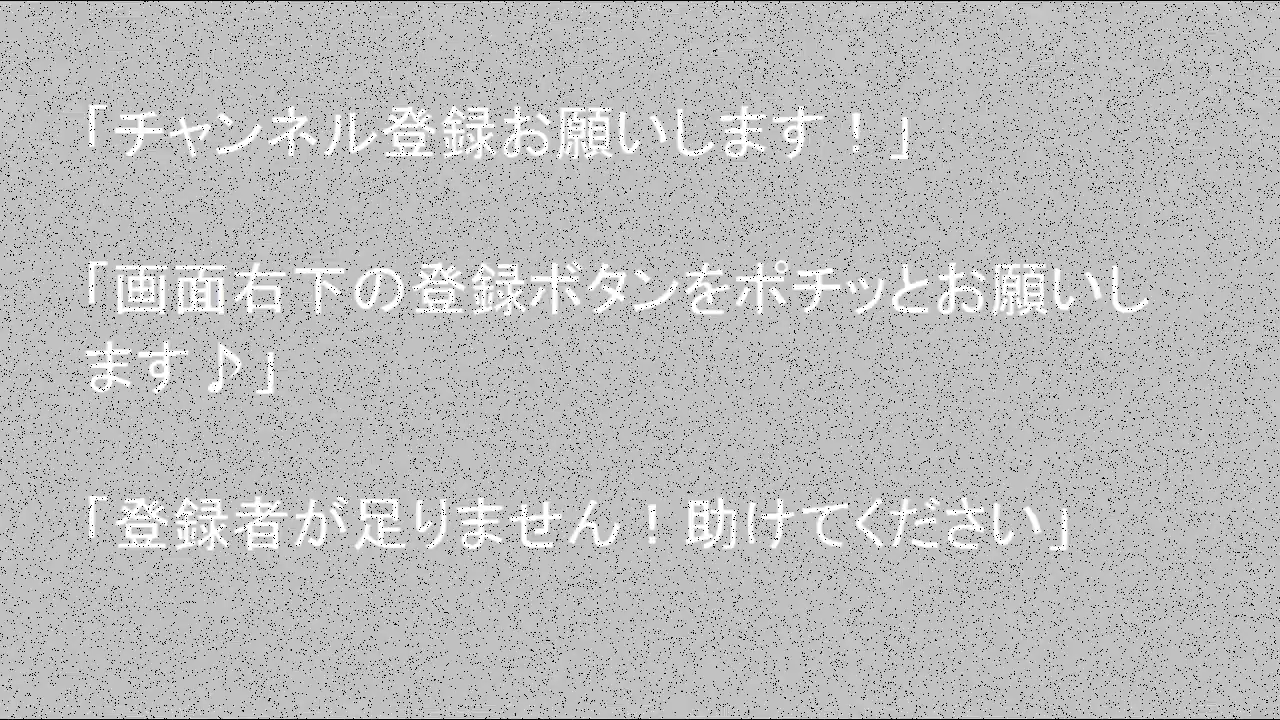 「チャンネル登録お願いします！」
「画面右下の登録ボタンをポチッとお願いし
ます♪」
「登録者が足りません！助けてください」